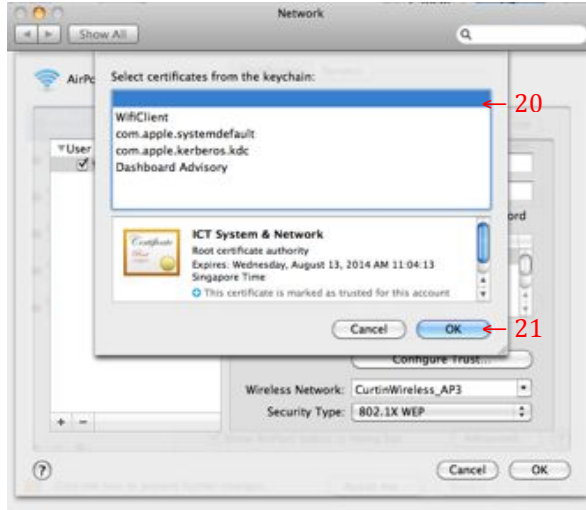 Network
Show All
AirPo
Select certificates from the keychain:
20
WifiClient
com.apple.systemdefault
com.apple.kerberos.kdc
Dashboard Advisory
User
ord
Certificate
ICT System & Network
Root certificate authority
Expires: Wednesday, August 13, 2014 AM 11:04:13
Singapore Time
This certificate is marked as trusted for this account
Cancel OK 21
Configure Trust...
Wireless Network: CurtinWireless_AP3
Security Type: 802.1X WEP
+ -
? Cancel OK